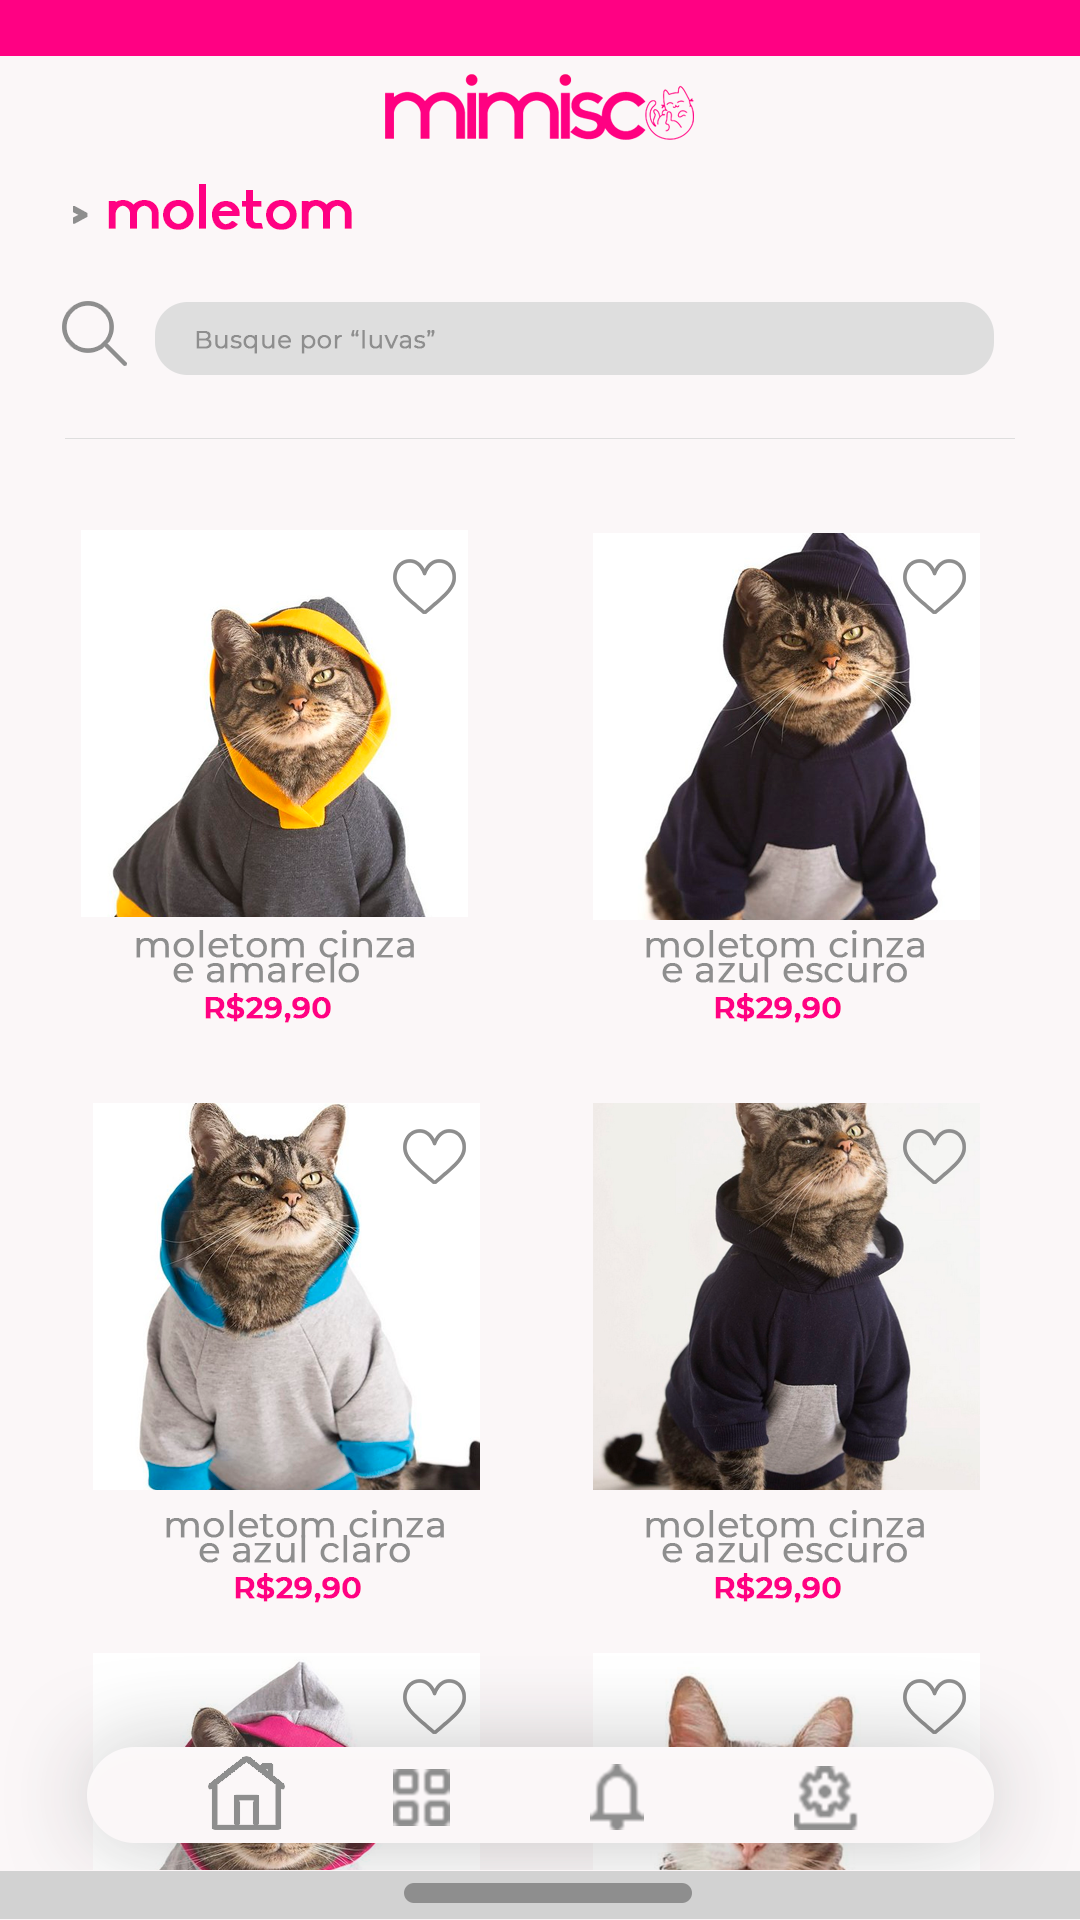 mimisco
> moletom
Busque por “luvas”
moletom cinza
e amarelo
R$29,90
moletom cinza
e azul escuro
R$29,90
moletom cinza
e azul claro
R$29,90
moletom cinza
e azul escuro
R$29,90